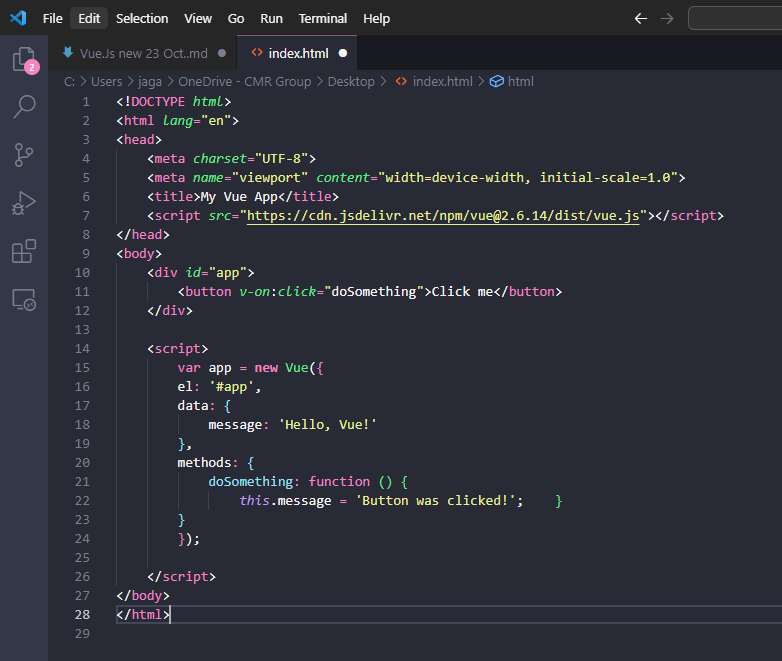 File Edit Selection View Go Run Terminal Help
2
Vue.Js new 23 Oct..md index.html
C: > Users > jaga > OneDrive - CMR Group > Desktop > index.html > html
1 <!DOCTYPE html>
2 <html lang="en">
3 <head>
4 <meta charset="UTF-8">
5 <meta name="viewport" content="width=device-width, initial-scale=1.0">
6 <title>My Vue App</title>
7 <script src="https://cdn.jsdelivr.net/npm/vue@2.6.14/dist/vue.js"></script>
8 </head>
9 <body>
10 <div id="app">
11 <button v-on:click="doSomething">Click me</button>
12 </div>
13
14 <script>
15 var app = new Vue({
16 el: '#app',
17 data: {
18 message: 'Hello, Vue!'
19 },
20 methods: {
21 doSomething: function () {
22 this.message = 'Button was clicked!'; }
23 }
24 });
25
26 </script>
27 </body>
28 </html>
29